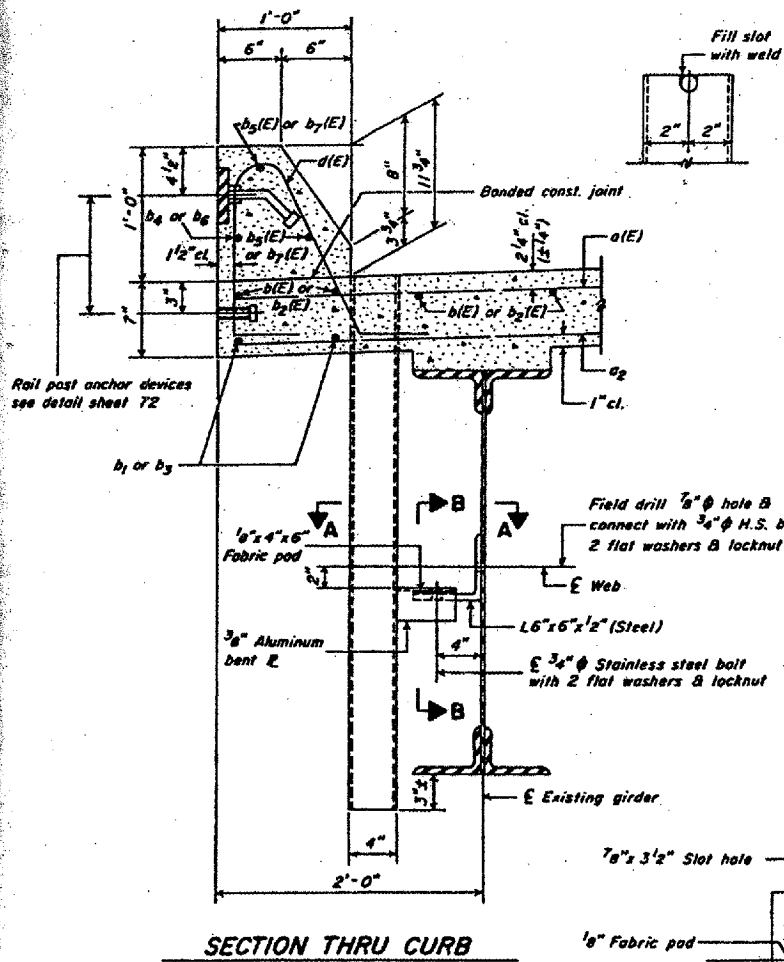 1'-0"
6" 6"
Fill slot
with weld
2" 2"
b5(E) or b7(E)
d(E)
4 1/2"
8"
11 3/4"
Bonded const. joint
1'-0"
b4 or b6
b5(E)
or b7(E)
1 1/2" cl.
3 3/4"
2 1/4" cl.
(± 1/4")
a(E)
3"
7"
b(E) or
b2(E)
b(E) or b2(E)
Rail post anchor devices
see detail sheet 72
a2
1" cl.
b1 or b3
A B A
Field drill 7/8" ϕ hole &
connect with 3/4" ϕ H.S.
2 flat washers & locknut
1/8" x 4" x 6"
Fabric pad
2"
℄ Web
L6"x6"x1/2" (Steel)
3/8" Aluminum
bent ℄
4"
℄ 3/4" ϕ Stainless steel bolt
with 2 flat washers & locknut
B
3"±
℄ Existing girder
4"
2'-0"
7/8" x 3 1/2" Slot hole
1/8" Fabric pad
SECTION THRU CURB